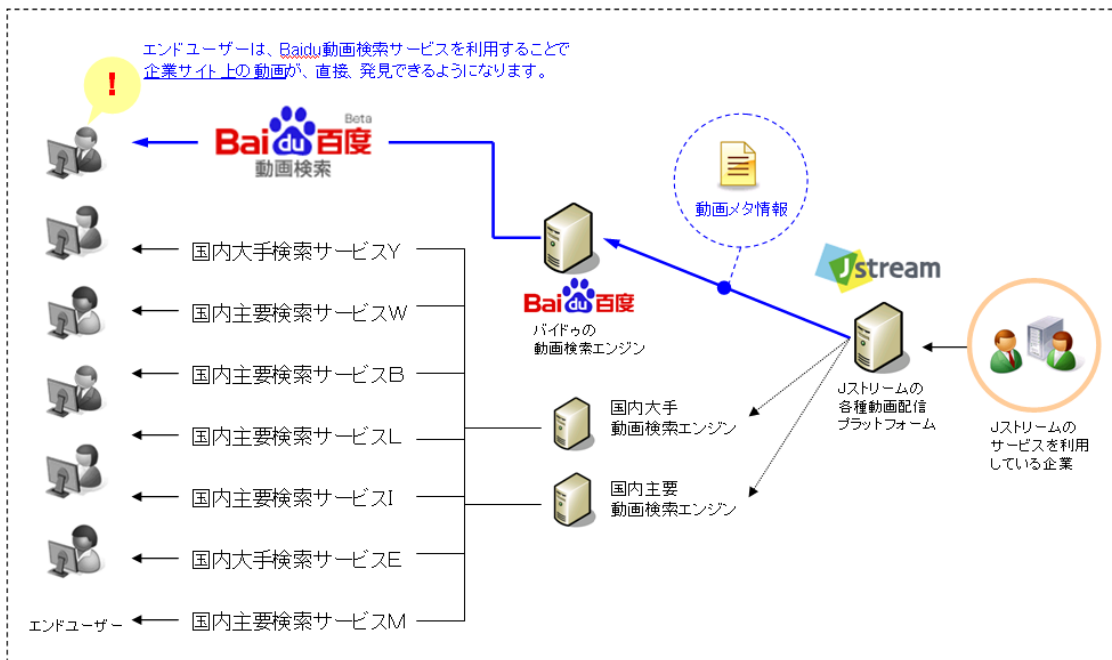 エンドユーザーは、Baidu動画検索サービスを利用することで
企業サイト上の動画が、直接、発見できるようになります。
!
Beta
Bai du 百度
動画検索
動画メタ情報
Jstream
国内大手検索サービスY
国内主要検索サービスW
国内主要検索サービスB
国内主要検索サービスL
国内主要検索サービスI
国内大手検索サービスE
国内主要検索サービスM
エンドユーザー
Bai du 百度
バイドゥの
動画検索エンジン
国内大手
動画検索エンジン
国内主要
動画検索エンジン
Jストリームの
各種動画配信
プラットフォーム
Jストリームの
サービスを利用
している企業